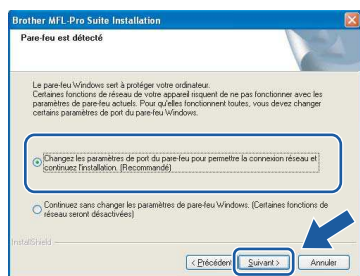 Brother MFL-Pro Suite Installation
Pare-feu est détecté
Le pare-feu Windows sert à protéger votre ordinateur.
Certaines fonctions de réseau de votre appareil risquent de ne pas fonctionner avec les
paramètres de pare-feu actuels. Pour qu'elles fonctionnent toutes, vous devez changer
certains paramètres de port du pare-feu Windows.
Changez les paramètres de port du pare-feu pour permettre la connexion réseau et
continuez l'installation. (Recommandé)
Continuez sans changer les paramètres de pare-feu Windows. (Certaines fonctions de
réseau seront désactivées)
InstallShield
< Précédent
Suivant >
Annuler